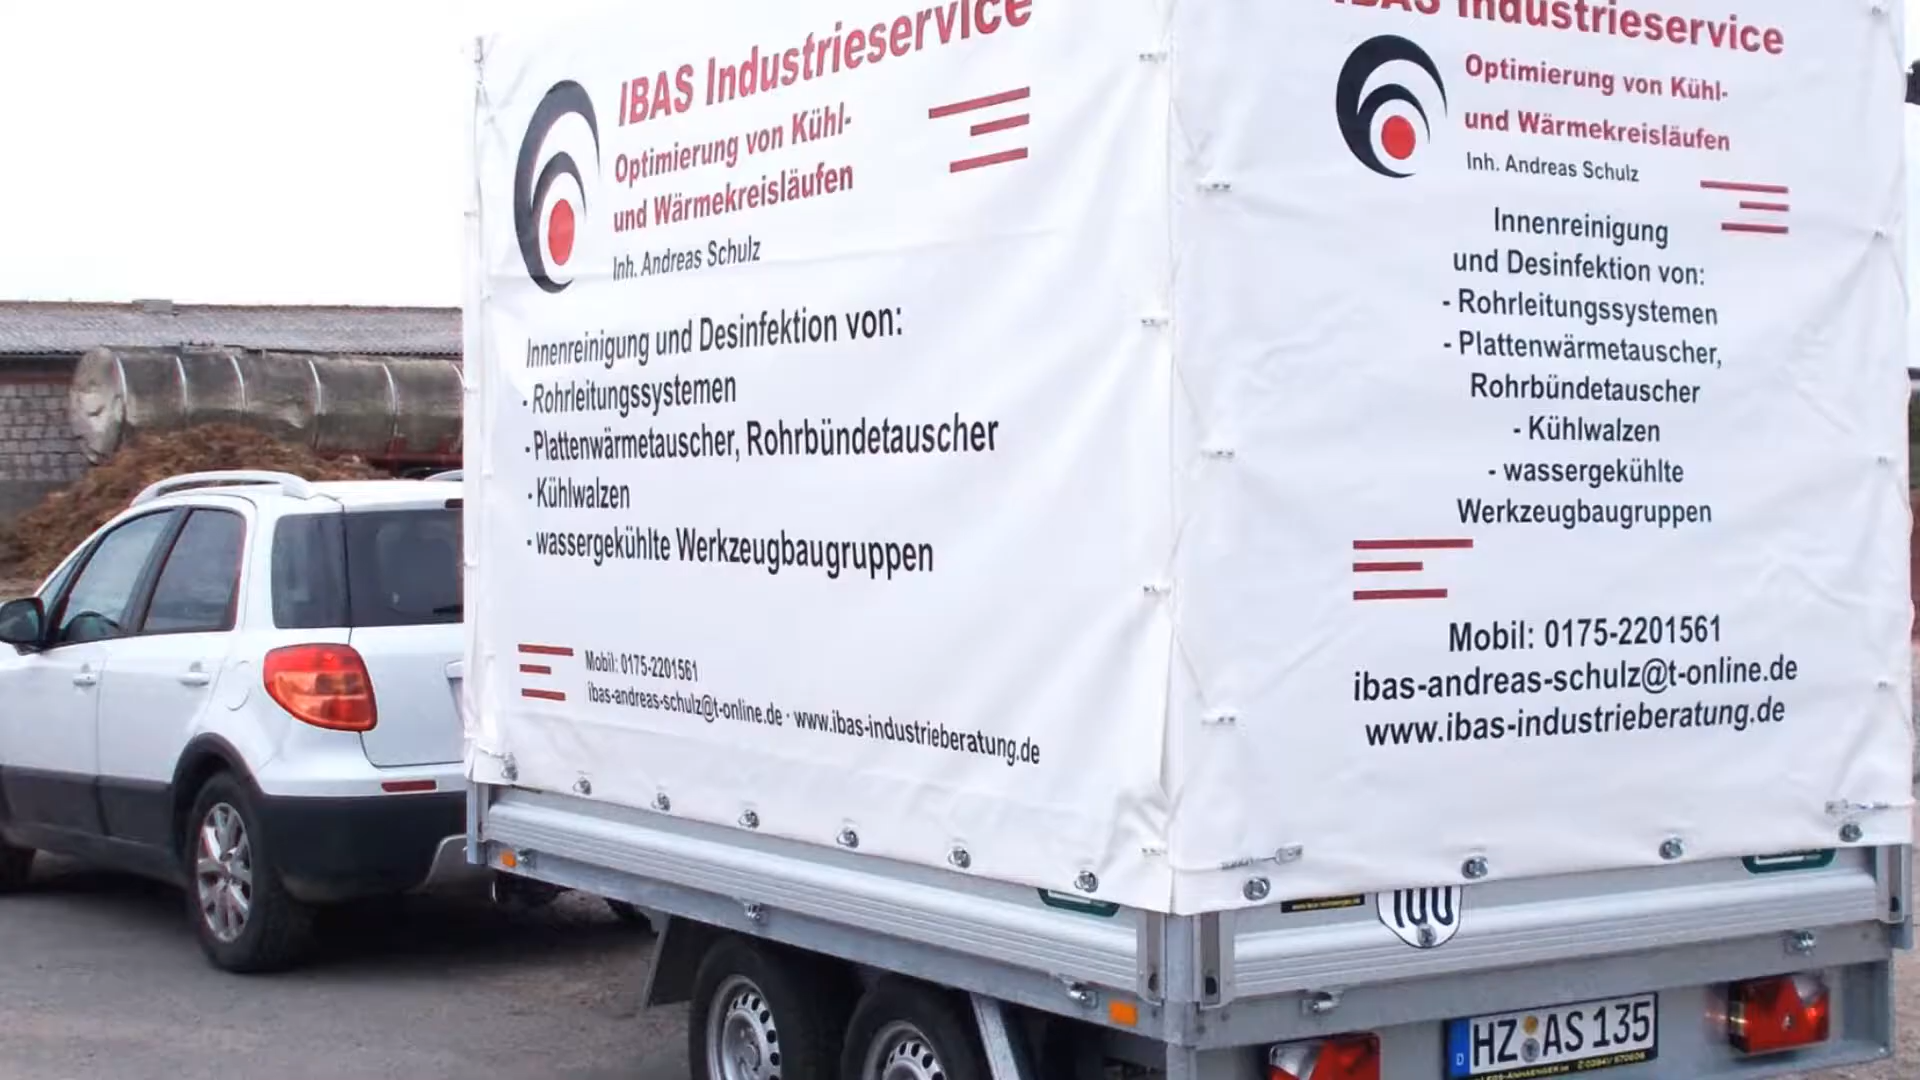 IBAS Industrieservice
Optimierung von Kühl-
und Wärmekreisläufen
Inh. Andreas Schulz
Innenreinigung und Desinfektion von:
- Rohrleitungssystemen
- Plattenwärmetauscher, Rohrbündetauscher
- Kühlwalzen
- wassergekühlte Werkzeugbaugruppen
Mobil: 0175-2201561
ibas-andreas-schulz@t-online.de · www.ibas-industrieberatung.de
IBAS Industrieservice
Optimierung von Kühl-
und Wärmekreisläufen
Inh. Andreas Schulz
Innenreinigung
und Desinfektion von:
- Rohrleitungssystemen
- Plattenwärmetauscher,
Rohrbündetauscher
- Kühlwalzen
- wassergekühlte
Werkzeugbaugruppen
Mobil: 0175-2201561
ibas-andreas-schulz@t-online.de
www.ibas-industrieberatung.de
100
D HZ AS 135